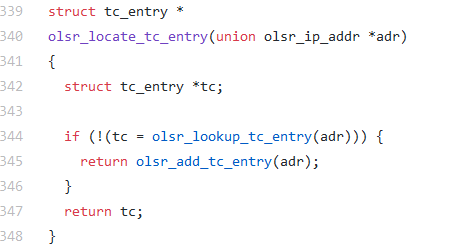 339 struct tc_entry *
340 olsr_locate_tc_entry(union olsr_ip_addr *adr)
341 {
342   struct tc_entry *tc;
343
344   if (!(tc = olsr_lookup_tc_entry(adr))) {
345     return olsr_add_tc_entry(adr);
346   }
347   return tc;
348 }